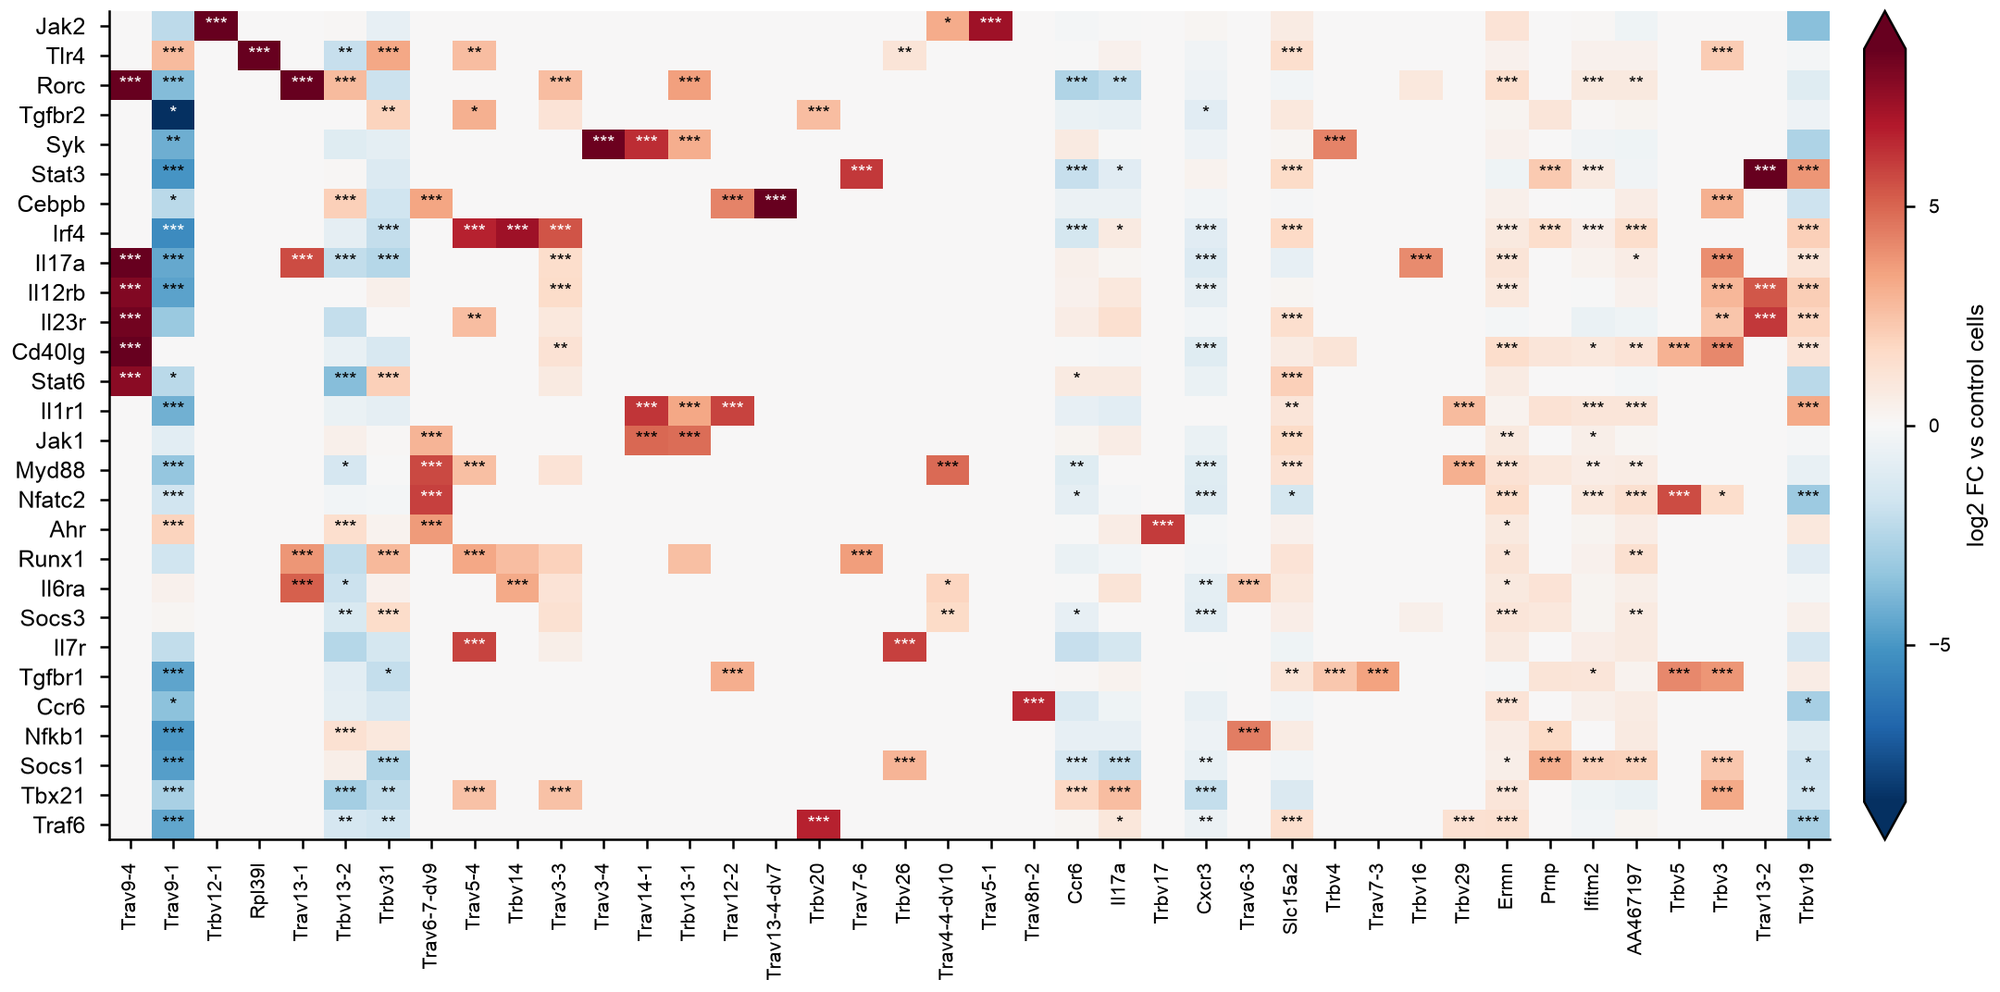 Jak2 *** * ***
Tlr4 *** *** ** *** ** ** *** ***
Rorc *** *** *** *** *** *** *** ** *** *** **
Tgfbr2 * ** * *** *
Syk ** *** *** *** ***
Stat3 *** *** *** * *** *** *** *** ***
Cebpb * *** *** *** *** ***
Irf4 *** *** *** *** *** *** * *** *** *** *** *** *** ***
Il17a *** *** *** *** *** *** *** *** *** * *** ***
Il12rb *** *** *** *** *** *** *** ***
Il23r *** ** *** ** *** ***
Cd40lg *** ** *** *** * ** *** *** ***
Stat6 *** * *** *** * ***
Il1r1 *** *** *** *** ** *** *** *** ***
Jak1 *** *** *** *** ** *
Myd88 *** * *** *** *** ** *** *** *** *** ** **
Nfatc2 *** *** * *** * *** *** *** *** * ***
Ahr *** *** *** *** *
Runx1 *** *** *** *** * **
Il6ra *** * *** * ** *** *
Socs3 ** *** ** * *** *** **
Il7r *** ***
Tgfbr1 *** * *** ** *** *** * *** ***
Ccr6 * *** *** *
Nfkb1 *** *** *** *
Socs1 *** *** *** *** *** ** * *** *** *** *** *
Tbx21 *** *** ** *** *** *** *** *** *** *** **
Traf6 *** ** ** *** * ** *** *** *** ***
Trav9-4
Trav9-1
Trbv12-1
Rpl39l
Trav13-1
Trbv13-2
Trbv31
Trav6-7-dv9
Trav5-4
Trbv14
Trav3-3
Trav3-4
Trav14-1
Trbv13-1
Trav12-2
Trav13-4-dv7
Trbv20
Trav7-6
Trbv26
Trav4-4-dv10
Trav5-1
Trav8n-2
Ccr6
Il17a
Trbv17
Cxcr3
Trav6-3
Slc15a2
Trbv4
Trav7-3
Trbv16
Trbv29
Ermn
Prnp
Ifitm2
AA467197
Trbv5
Trbv3
Trav13-2
Trbv19
5
0
−5
log2 FC vs control cells